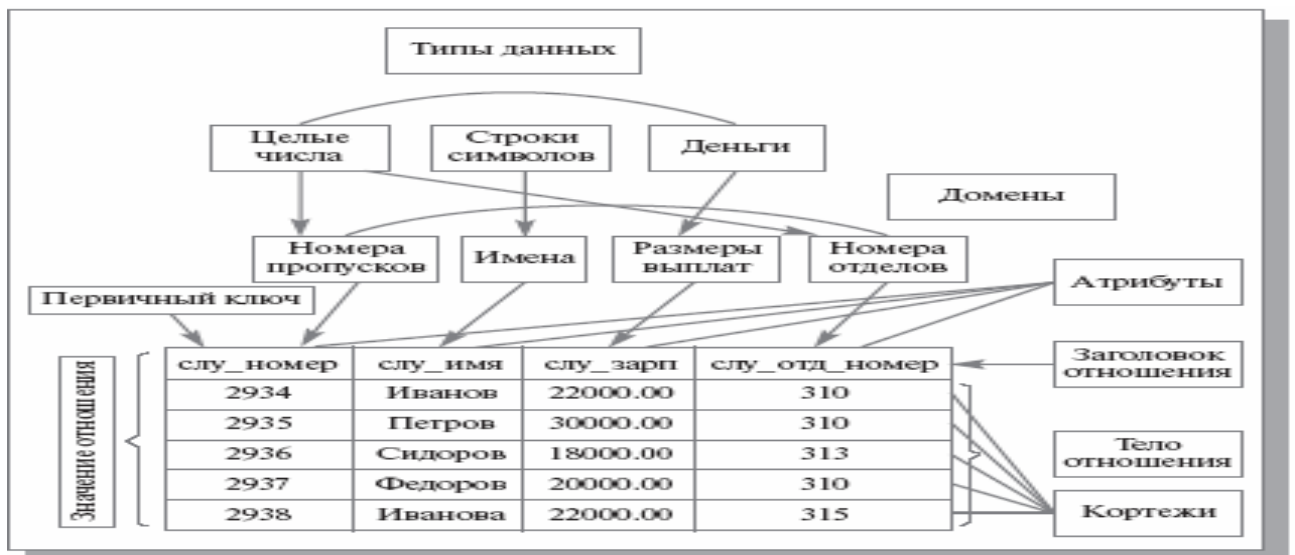 Типы данных
Целые
числа
Строки
символов
Деньги
Домены
Номера
пропусков
Имена
Размеры
выплат
Номера
отделов
Первичный ключ
Атрибуты
Значение отношения
слу_номер слу_имя слу_зарп слу_отд_номер
2934 Иванов 22000.00 310
2935 Петров 30000.00 310
2936 Сидоров 18000.00 313
2937 Федоров 20000.00 310
2938 Иванова 22000.00 315
Заголовок
отношения
Тело
отношения
Кортежи